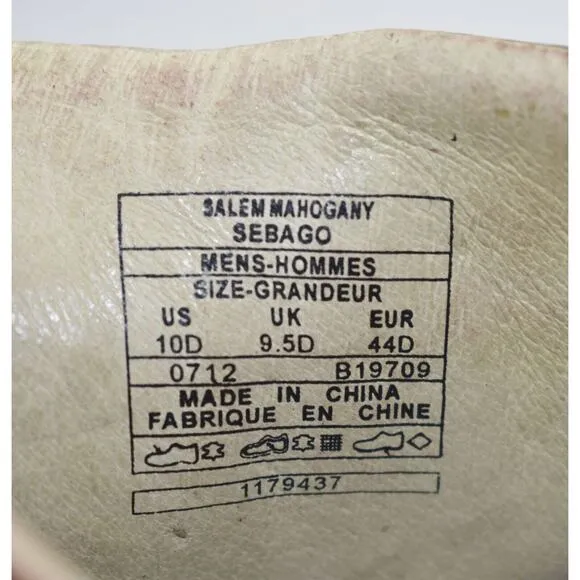 SALEM MAHOGANY
SEBAGO
MENS-HOMMES
SIZE-GRANDEUR
US UK EUR
10D 9.5D 44D
0712 B19709
MADE IN CHINA
FABRIQUE EN CHINE
1179437